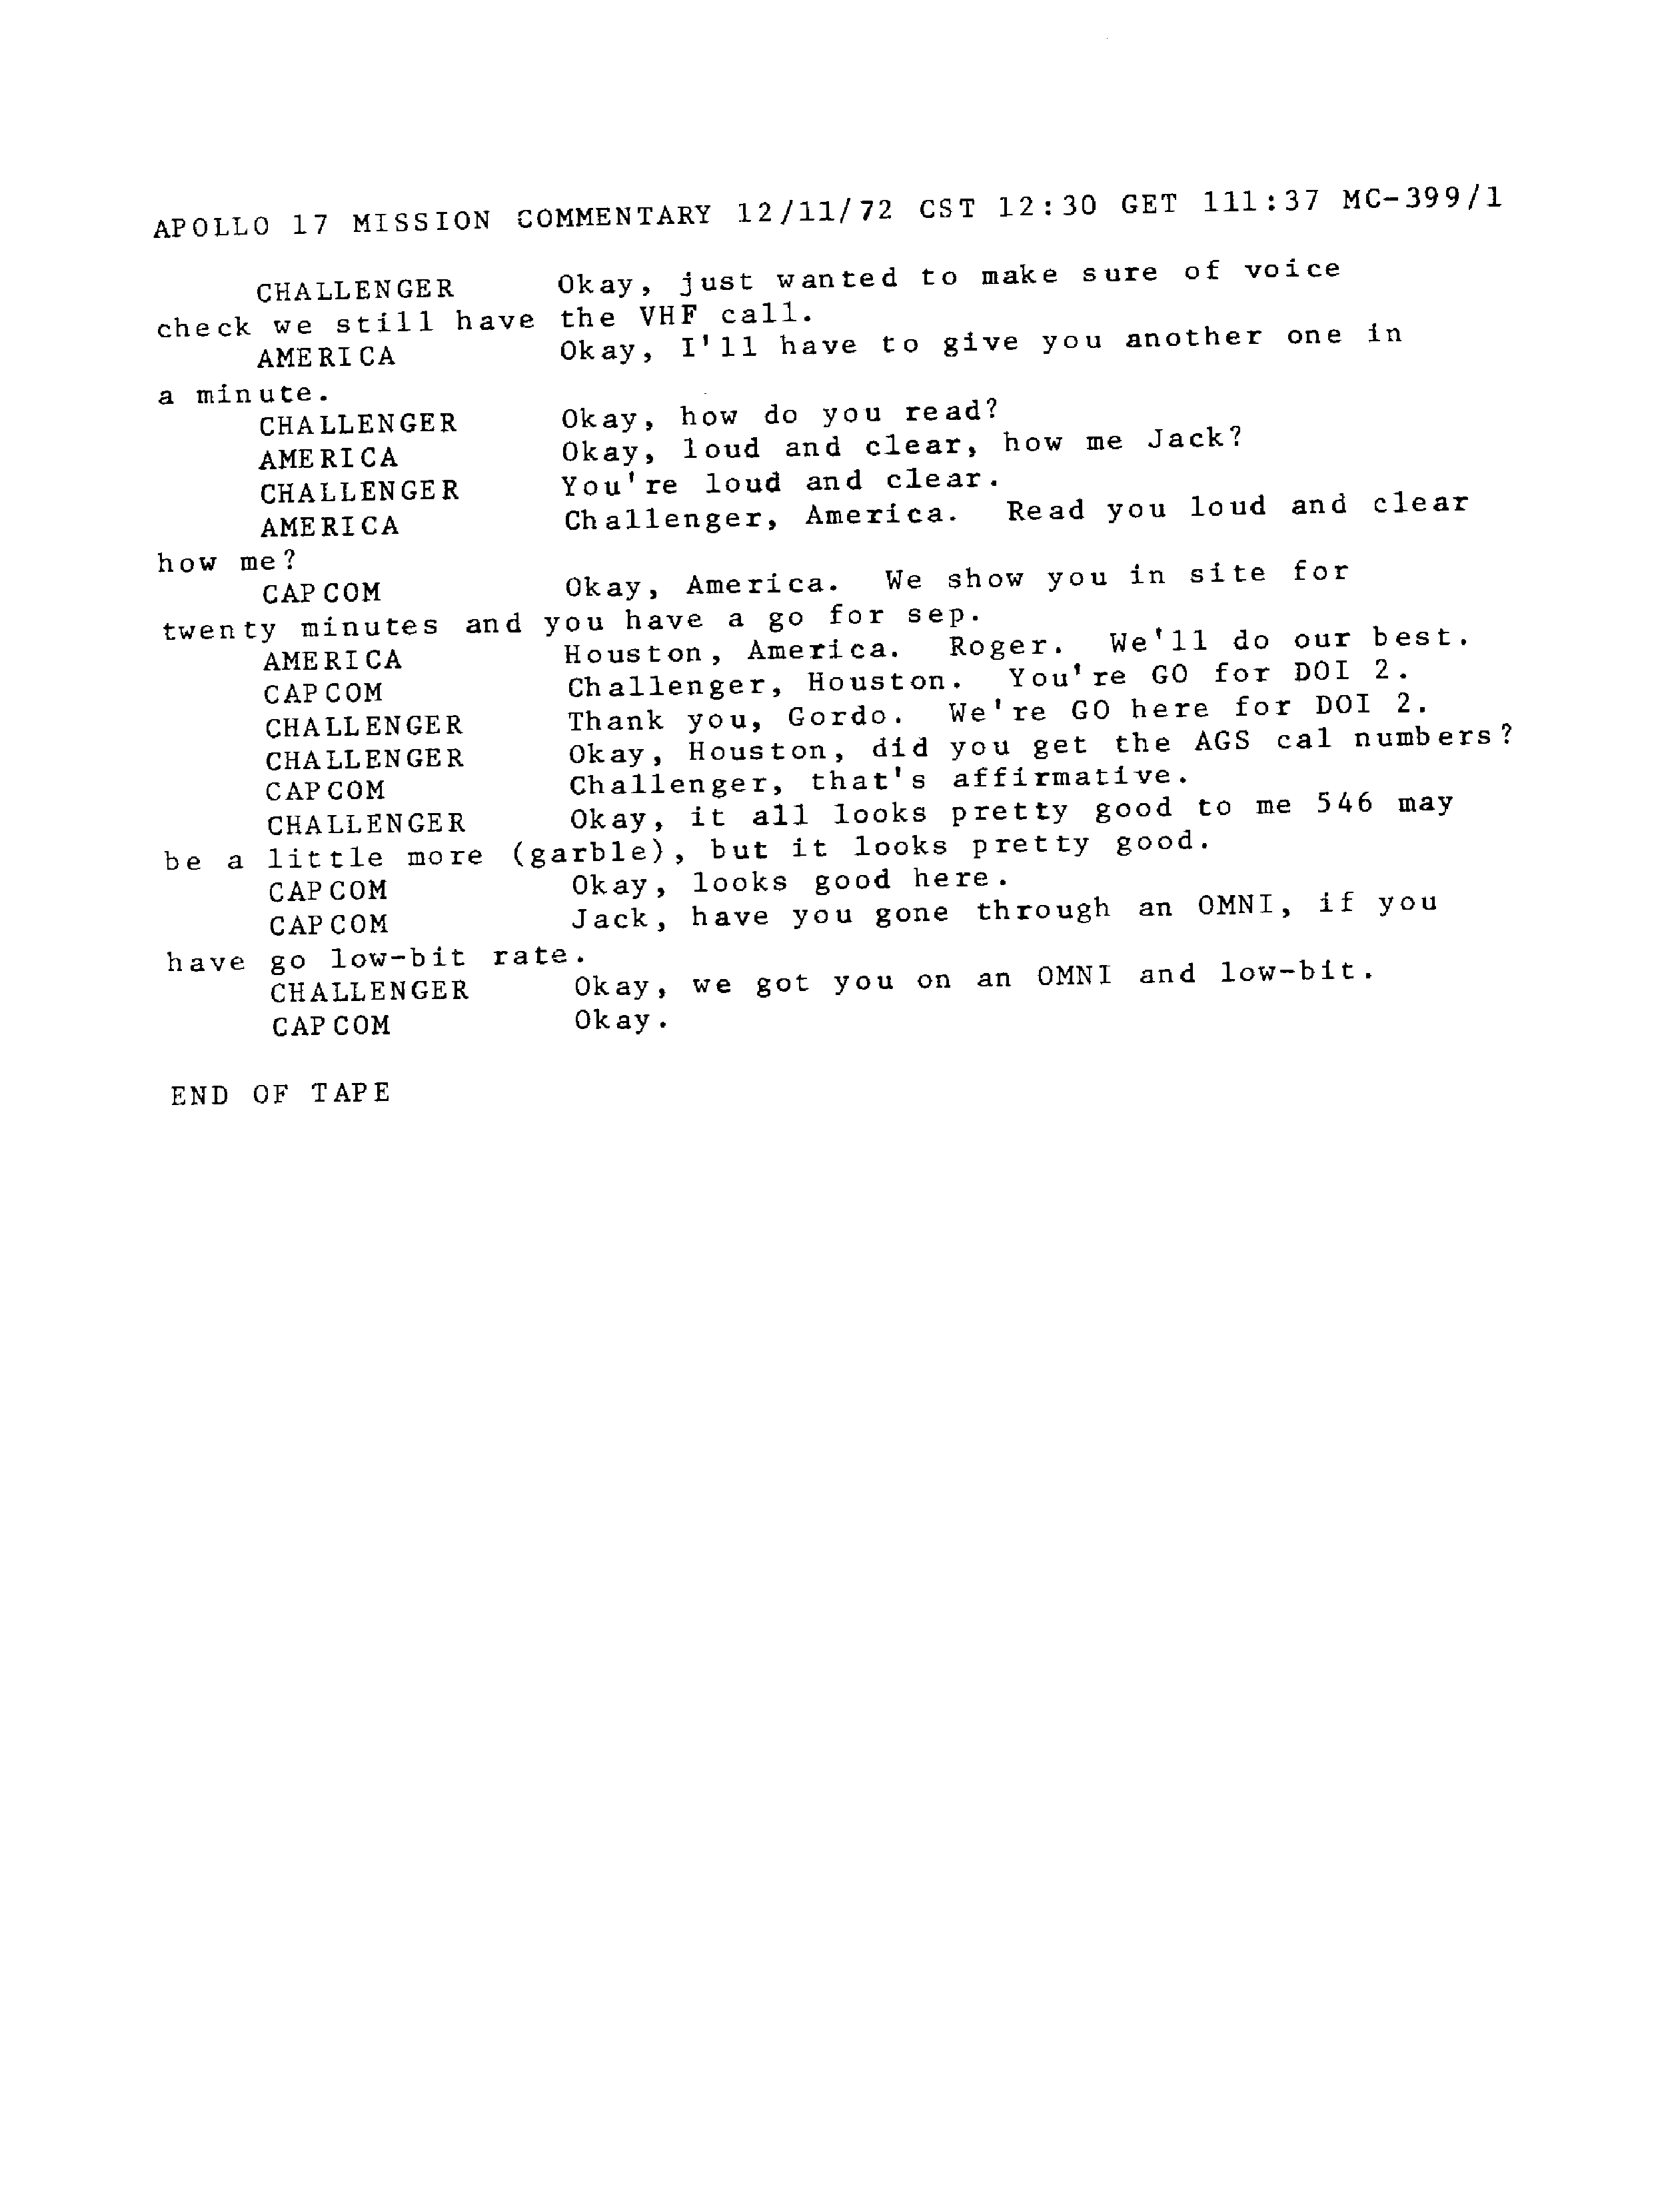 APOLLO 17 MISSION COMMENTARY 12/11/72 CST 12:30 GET 111:37 MC-399/1
CHALLENGER Okay, just wanted to make sure of voice
check we still have the VHF call.
AMERICA Okay, I'll have to give you another one in
a minute.
CHALLENGER Okay, how do you read?
AMERICA Okay, loud and clear, how me Jack?
CHALLENGER You're loud and clear.
AMERICA Challenger, America. Read you loud and clear
how me?
CAPCOM Okay, America. We show you in site for
twenty minutes and you have a go for sep.
AMERICA Houston, America. Roger. We'll do our best.
CAPCOM Challenger, Houston. You're GO for DOI 2.
CHALLENGER Thank you, Gordo. We're GO here for DOI 2.
CHALLENGER Okay, Houston, did you get the AGS cal numbers?
CAPCOM Challenger, that's affirmative.
CHALLENGER Okay, it all looks pretty good to me 546 may
be a little more (garble), but it looks pretty good.
CAPCOM Okay, looks good here.
CAPCOM Jack, have you gone through an OMNI, if you
have go low-bit rate.
CHALLENGER Okay, we got you on an OMNI and low-bit.
CAPCOM Okay.
END OF TAPE